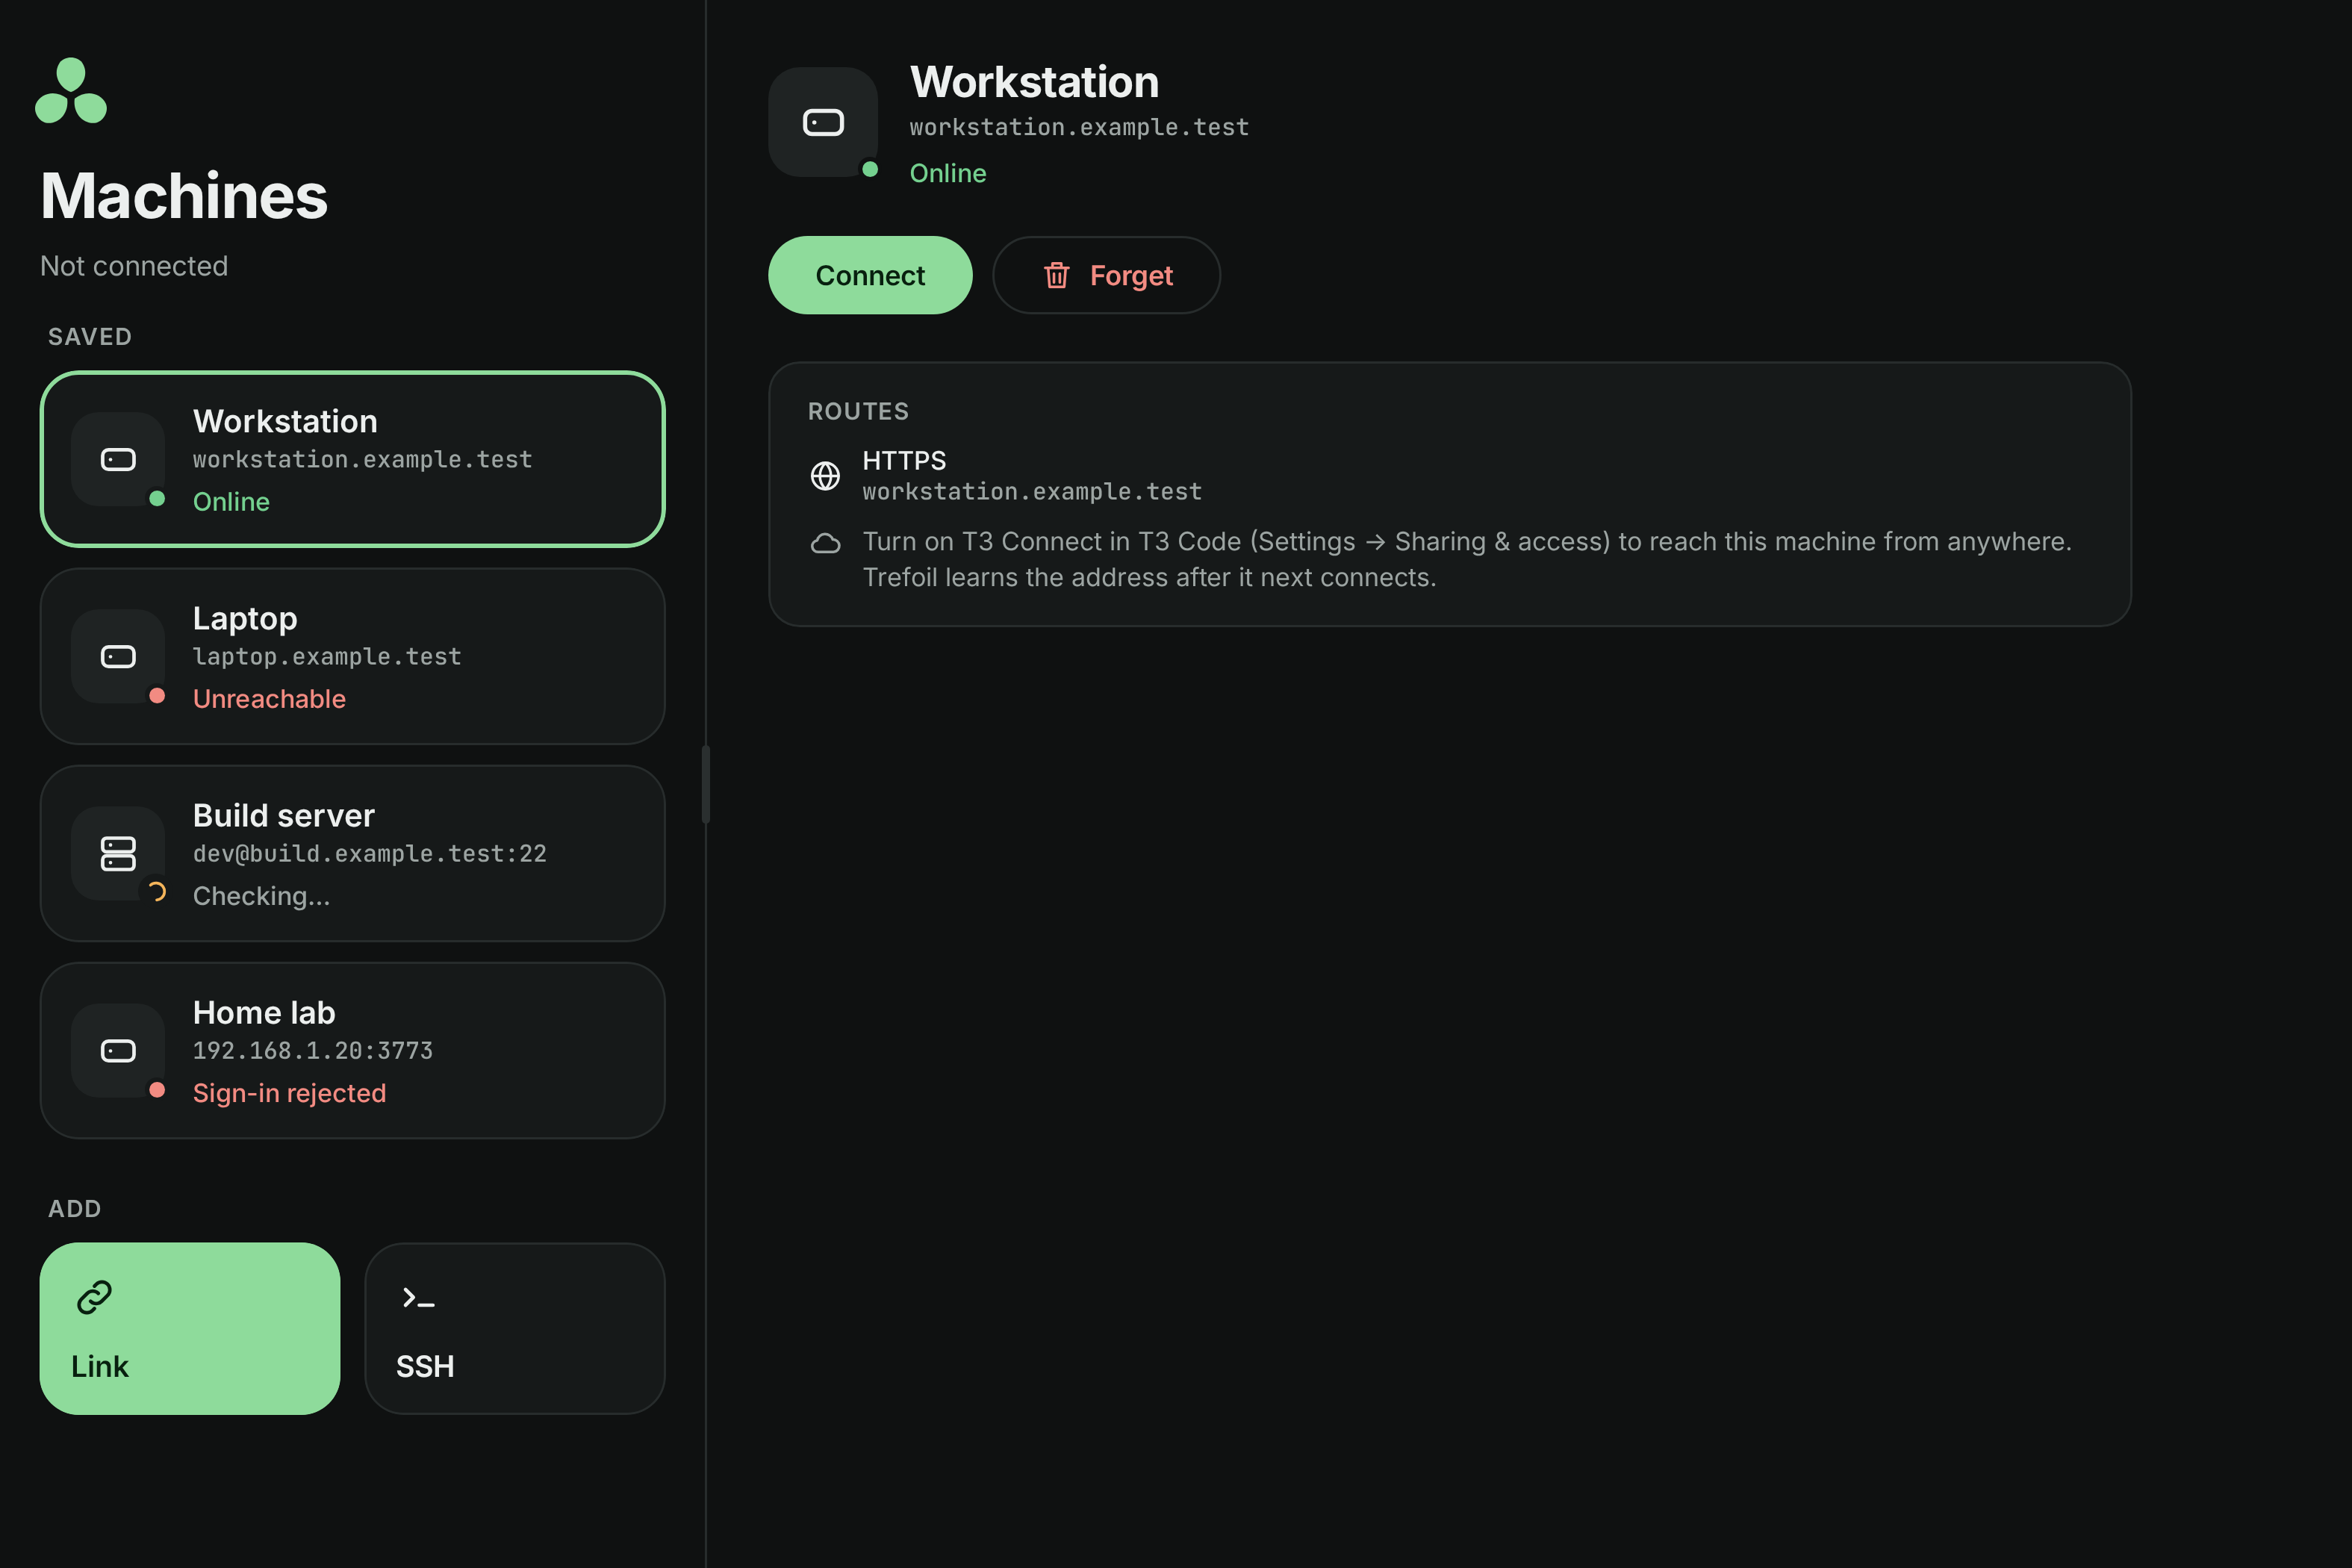 Machines
Not connected
SAVED
Workstation
workstation.example.test
Online
Laptop
laptop.example.test
Unreachable
Build server
dev@build.example.test:22
Checking...
Home lab
192.168.1.20:3773
Sign-in rejected
ADD
Link
SSH
Workstation
workstation.example.test
Online
Connect
Forget
ROUTES
HTTPS
workstation.example.test
Turn on T3 Connect in T3 Code (Settings → Sharing & access) to reach this machine from anywhere.
Trefoil learns the address after it next connects.